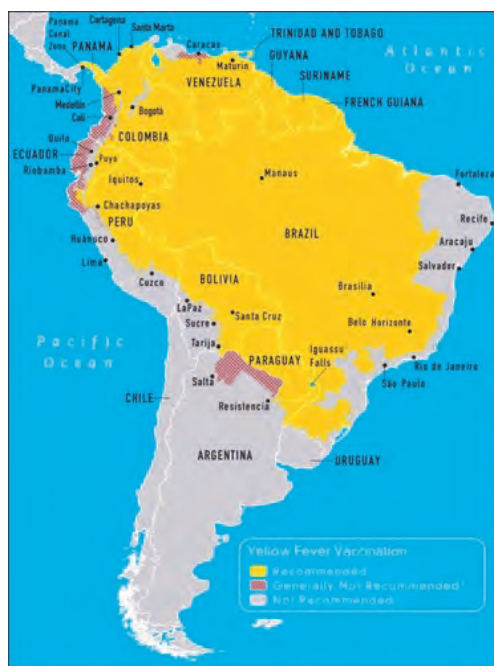 Panama
Canal
Zone
Cartagena
Santa Marta
PANAMA
Caracas
TRINIDAD AND TOBAGO
Atlantic
Ocean
GUYANA
Maturin
SURINAME
VENEZUELA
PanamaCity
FRENCH GUIANA
Medellin
Bogotá
Cali
COLOMBIA
Quito
ECUADOR
Puyo
Riobamba
Iquitos
Manaus
Fortaleza
Chachapoyas
PERU
Recife
BRAZIL
Huánuco
Aracaju
Lima
Salvador
BOLIVIA
Cuzco
Brasilia
LaPaz
Santa Cruz
Sucre
Belo Horizonte
Pacific
Ocean
Tarija
PARAGUAY
Iguassu
Falls
Rio de Janeiro
Salta
São Paulo
CHILE
Resistencia
ARGENTINA
URUGUAY
Yellow Fever Vaccination
Recommended
Generally Not Recommended
Not Recommended